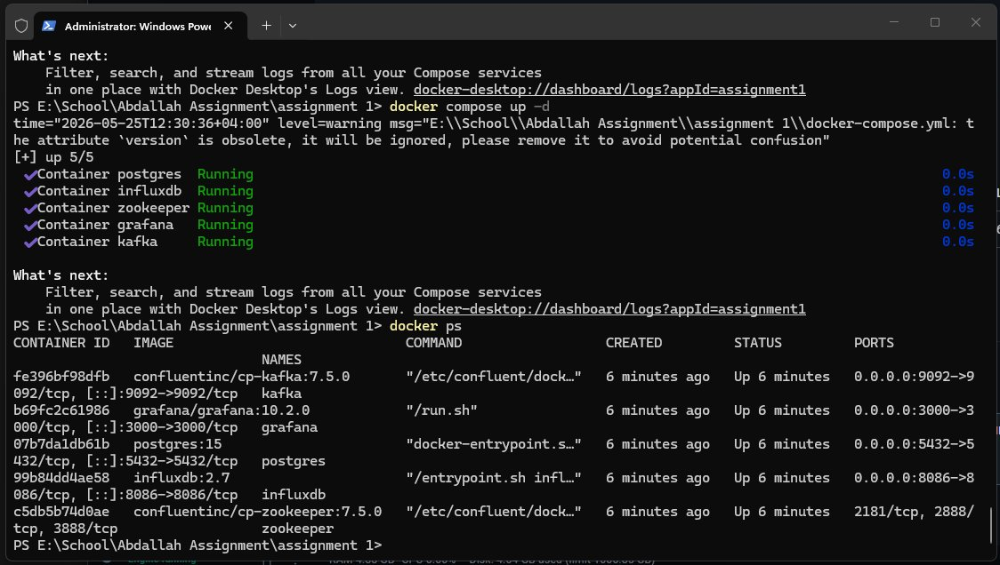 Administrator: Windows Powe
What's next:
    Filter, search, and stream logs from all your Compose services
    in one place with Docker Desktop's Logs view. docker-desktop://dashboard/logs?appId=assignment1
PS E:\School\Abdallah Assignment\assignment 1> docker compose up -d
time="2026-05-25T12:30:36+04:00" level=warning msg="E:\\School\\Abdallah Assignment\\assignment 1\\docker-compose.yml: t
he attribute `version` is obsolete, it will be ignored, please remove it to avoid potential confusion"
[+] up 5/5
 ✔Container postgres  Running 0.0s
 ✔Container influxdb  Running 0.0s
 ✔Container zookeeper Running 0.0s
 ✔Container grafana   Running 0.0s
 ✔Container kafka     Running 0.0s
What's next:
    Filter, search, and stream logs from all your Compose services
    in one place with Docker Desktop's Logs view. docker-desktop://dashboard/logs?appId=assignment1
PS E:\School\Abdallah Assignment\assignment 1> docker ps
CONTAINER ID   IMAGE                             COMMAND                  CREATED         STATUS         PORTS
                               NAMES
fe396bf98dfb   confluentinc/cp-kafka:7.5.0       "/etc/confluent/dock…"   6 minutes ago   Up 6 minutes   0.0.0.0:9092->9
092/tcp, [::]:9092->9092/tcp   kafka
b69fc2c61986   grafana/grafana:10.2.0            "/run.sh"                6 minutes ago   Up 6 minutes   0.0.0.0:3000->3
000/tcp, [::]:3000->3000/tcp   grafana
07b7da1db61b   postgres:15                       "docker-entrypoint.s…"   6 minutes ago   Up 6 minutes   0.0.0.0:5432->5
432/tcp, [::]:5432->5432/tcp   postgres
99b84dd4ae58   influxdb:2.7                      "/entrypoint.sh infl…"   6 minutes ago   Up 6 minutes   0.0.0.0:8086->8
086/tcp, [::]:8086->8086/tcp   influxdb
c5db5b74d0ae   confluentinc/cp-zookeeper:7.5.0   "/etc/confluent/dock…"   6 minutes ago   Up 6 minutes   2181/tcp, 2888/
tcp, 3888/tcp                  zookeeper
PS E:\School\Abdallah Assignment\assignment 1>